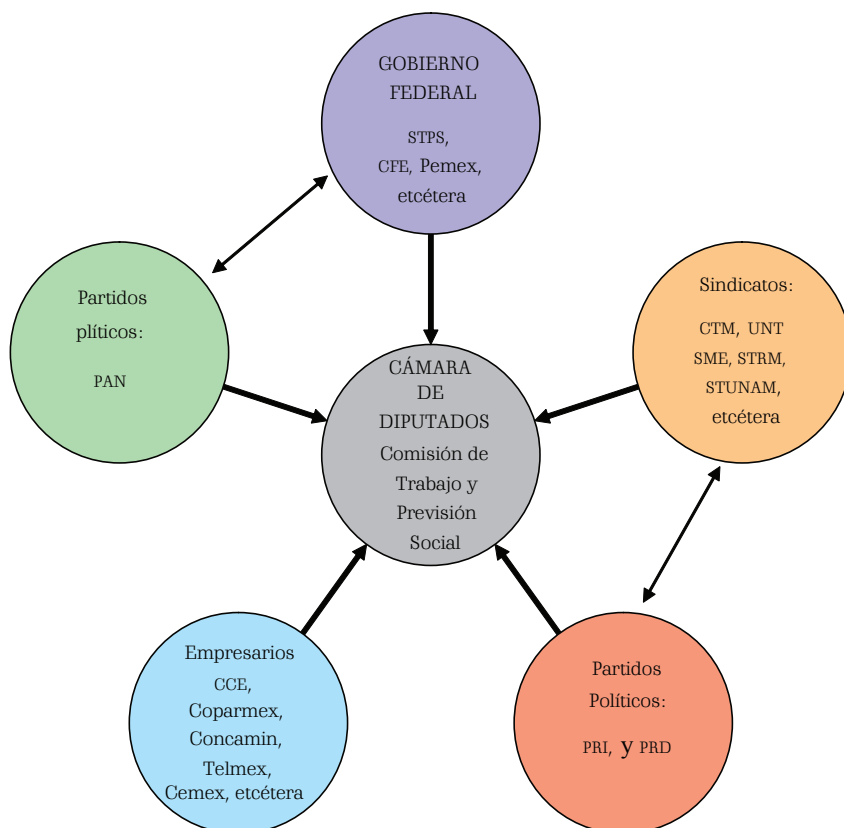 GOBIERNO
FEDERAL
STPS,
CFE, Pemex,
etcétera
Partidos
plíticos:
PAN
Sindicatos:
CTM, UNT
SME, STRM,
STUNAM,
etcétera
CÁMARA
DE
DIPUTADOS
Comisión de
Trabajo y
Previsión
Social
Empresarios
CCE,
Coparmex,
Concamin,
Telmex,
Cemex, etcétera
Partidos
Políticos:
PRI, y PRD